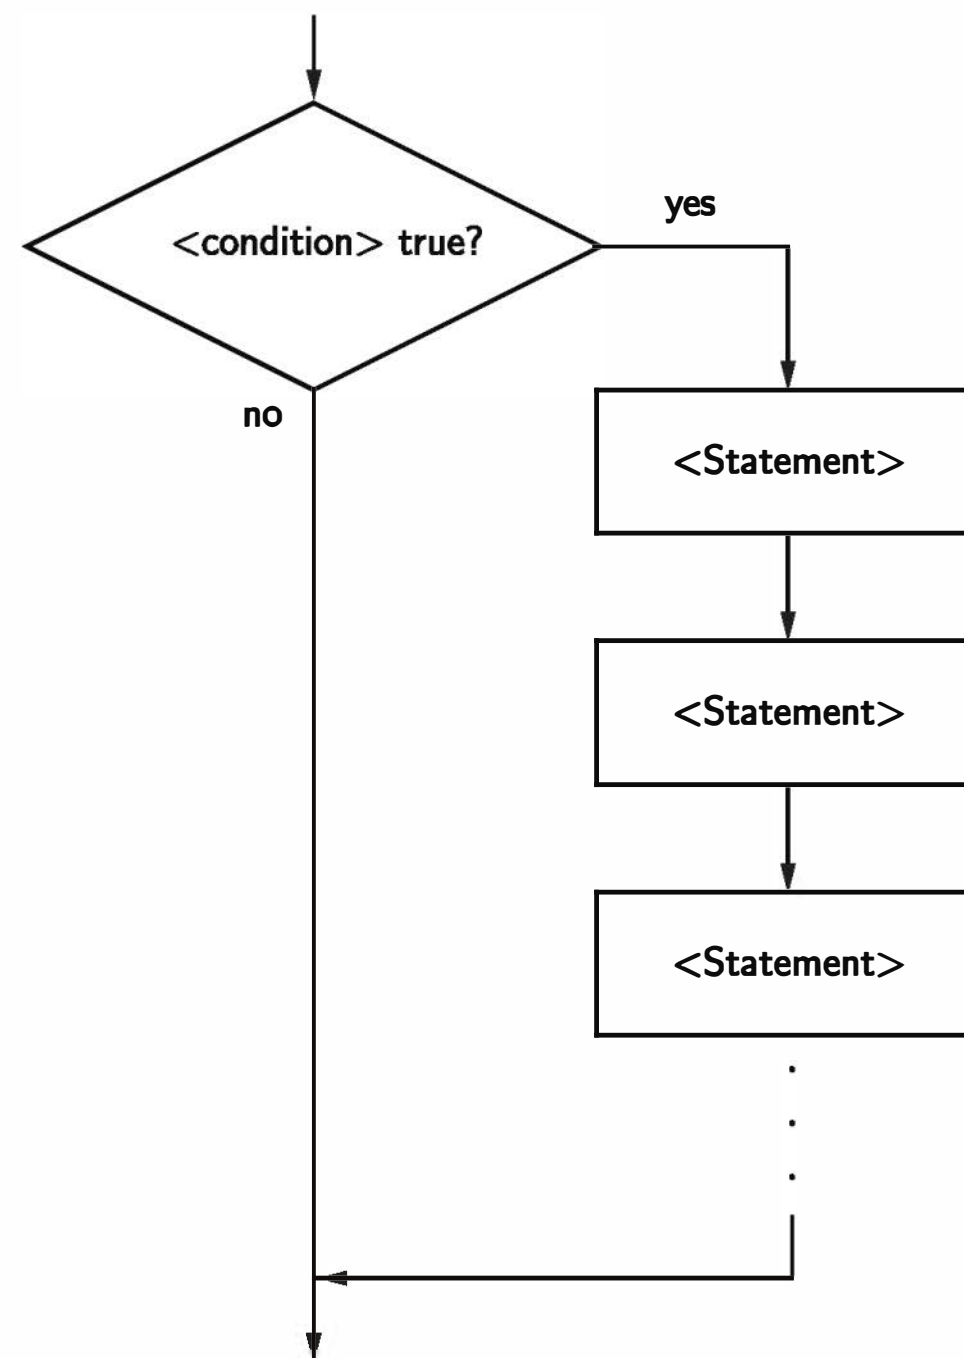 yes
<condition> true?
no
<Statement>
<Statement>
<Statement>